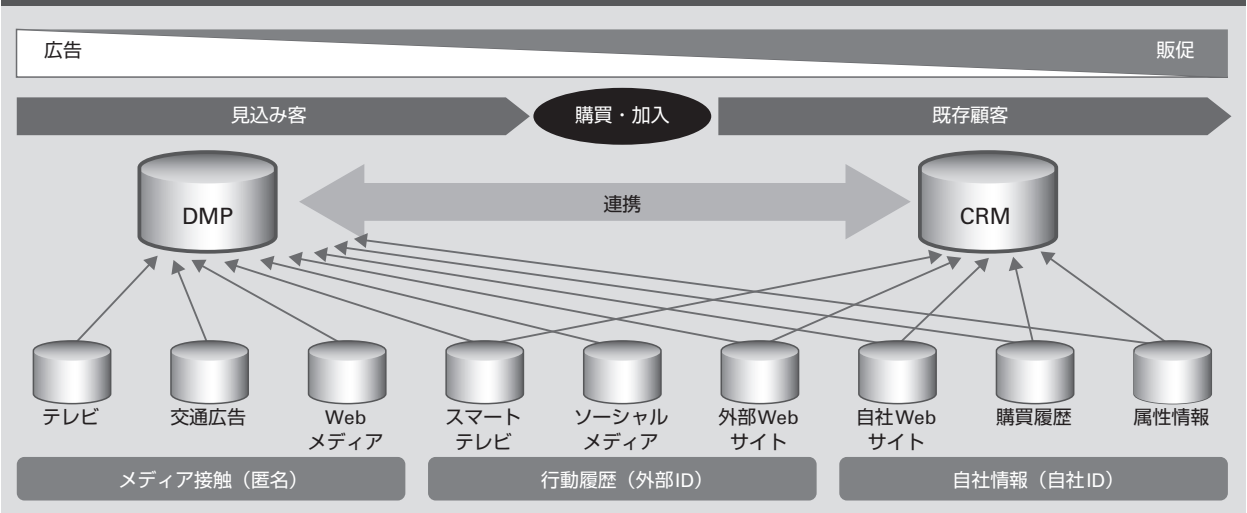 広告
販促
見込み客
購買・加入
既存顧客
DMP
連携
CRM
テレビ
交通広告
Web
メディア
スマート
テレビ
ソーシャル
メディア
外部Web
サイト
自社Web
サイト
購買履歴
属性情報
メディア接触（匿名）
行動履歴（外部ID）
自社情報（自社ID）